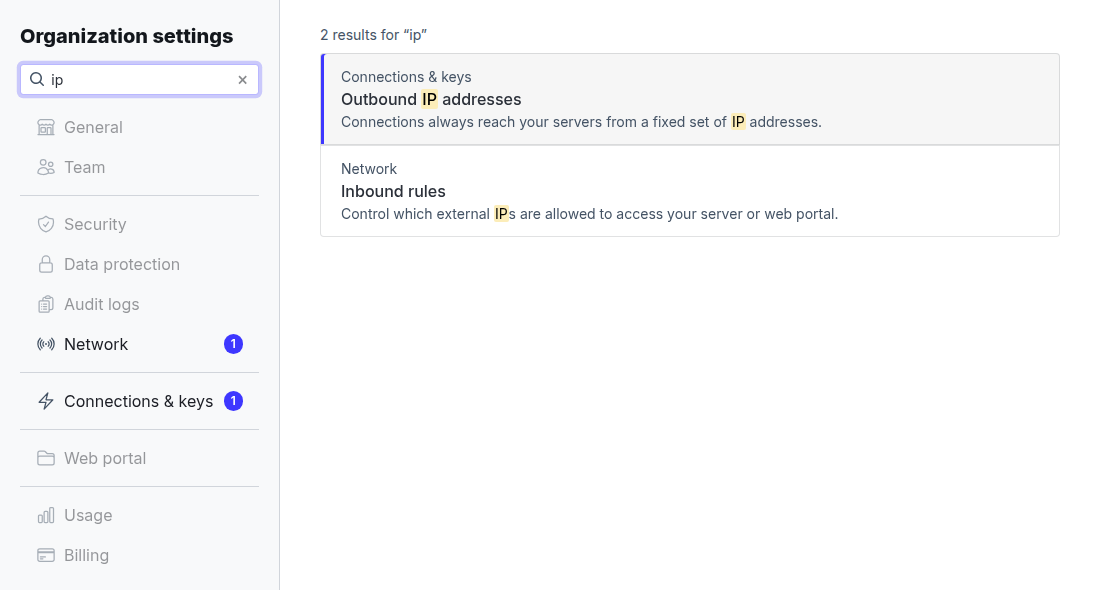 Organization settings
ip
General
Team
Security
Data protection
Audit logs
Network 1
Connections & keys 1
Web portal
Usage
Billing
2 results for “ip”
Connections & keys
Outbound IP addresses
Connections always reach your servers from a fixed set of IP addresses.
Network
Inbound rules
Control which external IPs are allowed to access your server or web portal.